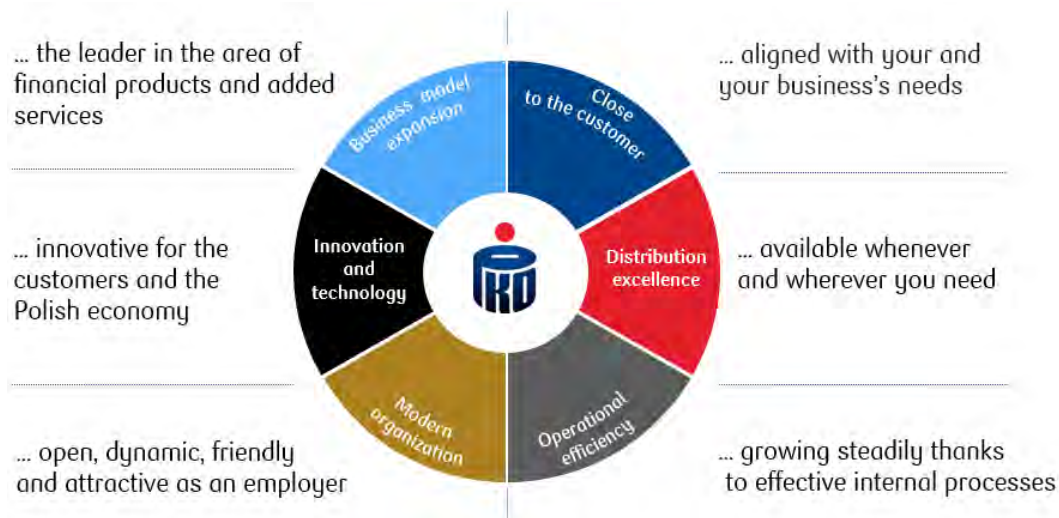 ... the leader in the area of
financial products and added
services
Business model
expansion
Close
to the customer
... aligned with your and
your business's needs
... innovative for the
customers and the
Polish economy
Innovation
and
technology
PKO
Distribution
excellence
... available whenever
and wherever you need
... open, dynamic, friendly
and attractive as an employer
Modern
organization
Operational
efficiency
... growing steadily thanks
to effective internal processes